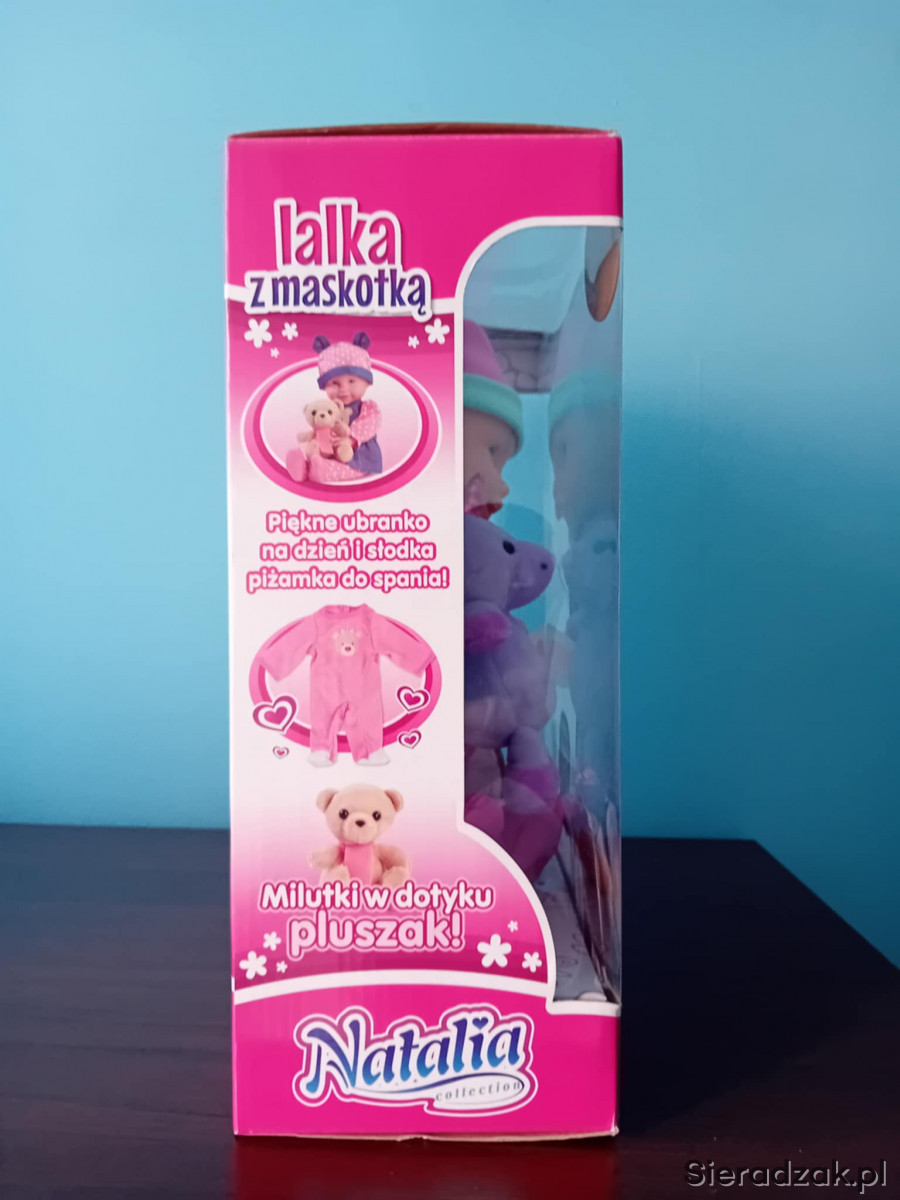 lalka
z maskotką
Piękne ubranko
na dzień i słodka
piżamka do spania!
Milutki w dotyku
pluszak!
Natalia
collection
Sieradzak.pl